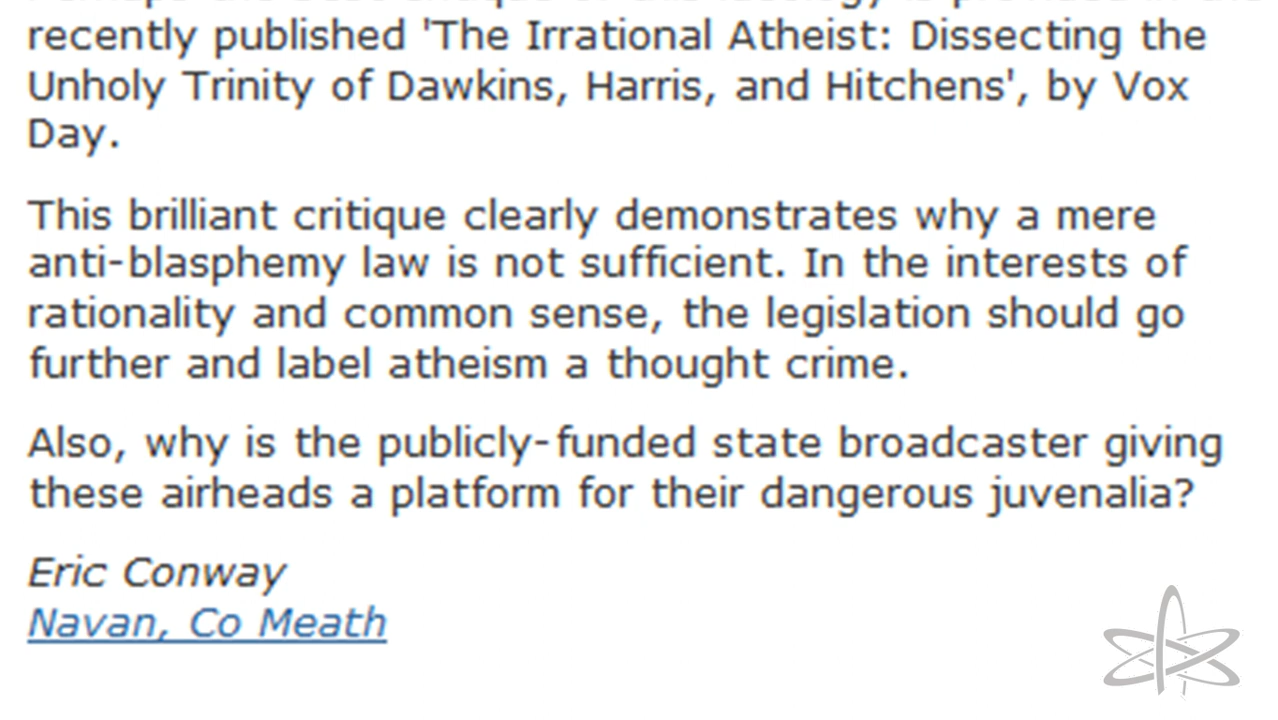 recently published 'The Irrational Atheist: Dissecting the
Unholy Trinity of Dawkins, Harris, and Hitchens', by Vox
Day.
This brilliant critique clearly demonstrates why a mere
anti-blasphemy law is not sufficient. In the interests of
rationality and common sense, the legislation should go
further and label atheism a thought crime.
Also, why is the publicly-funded state broadcaster giving
these airheads a platform for their dangerous juvenalia?
Eric Conway
Navan, Co Meath